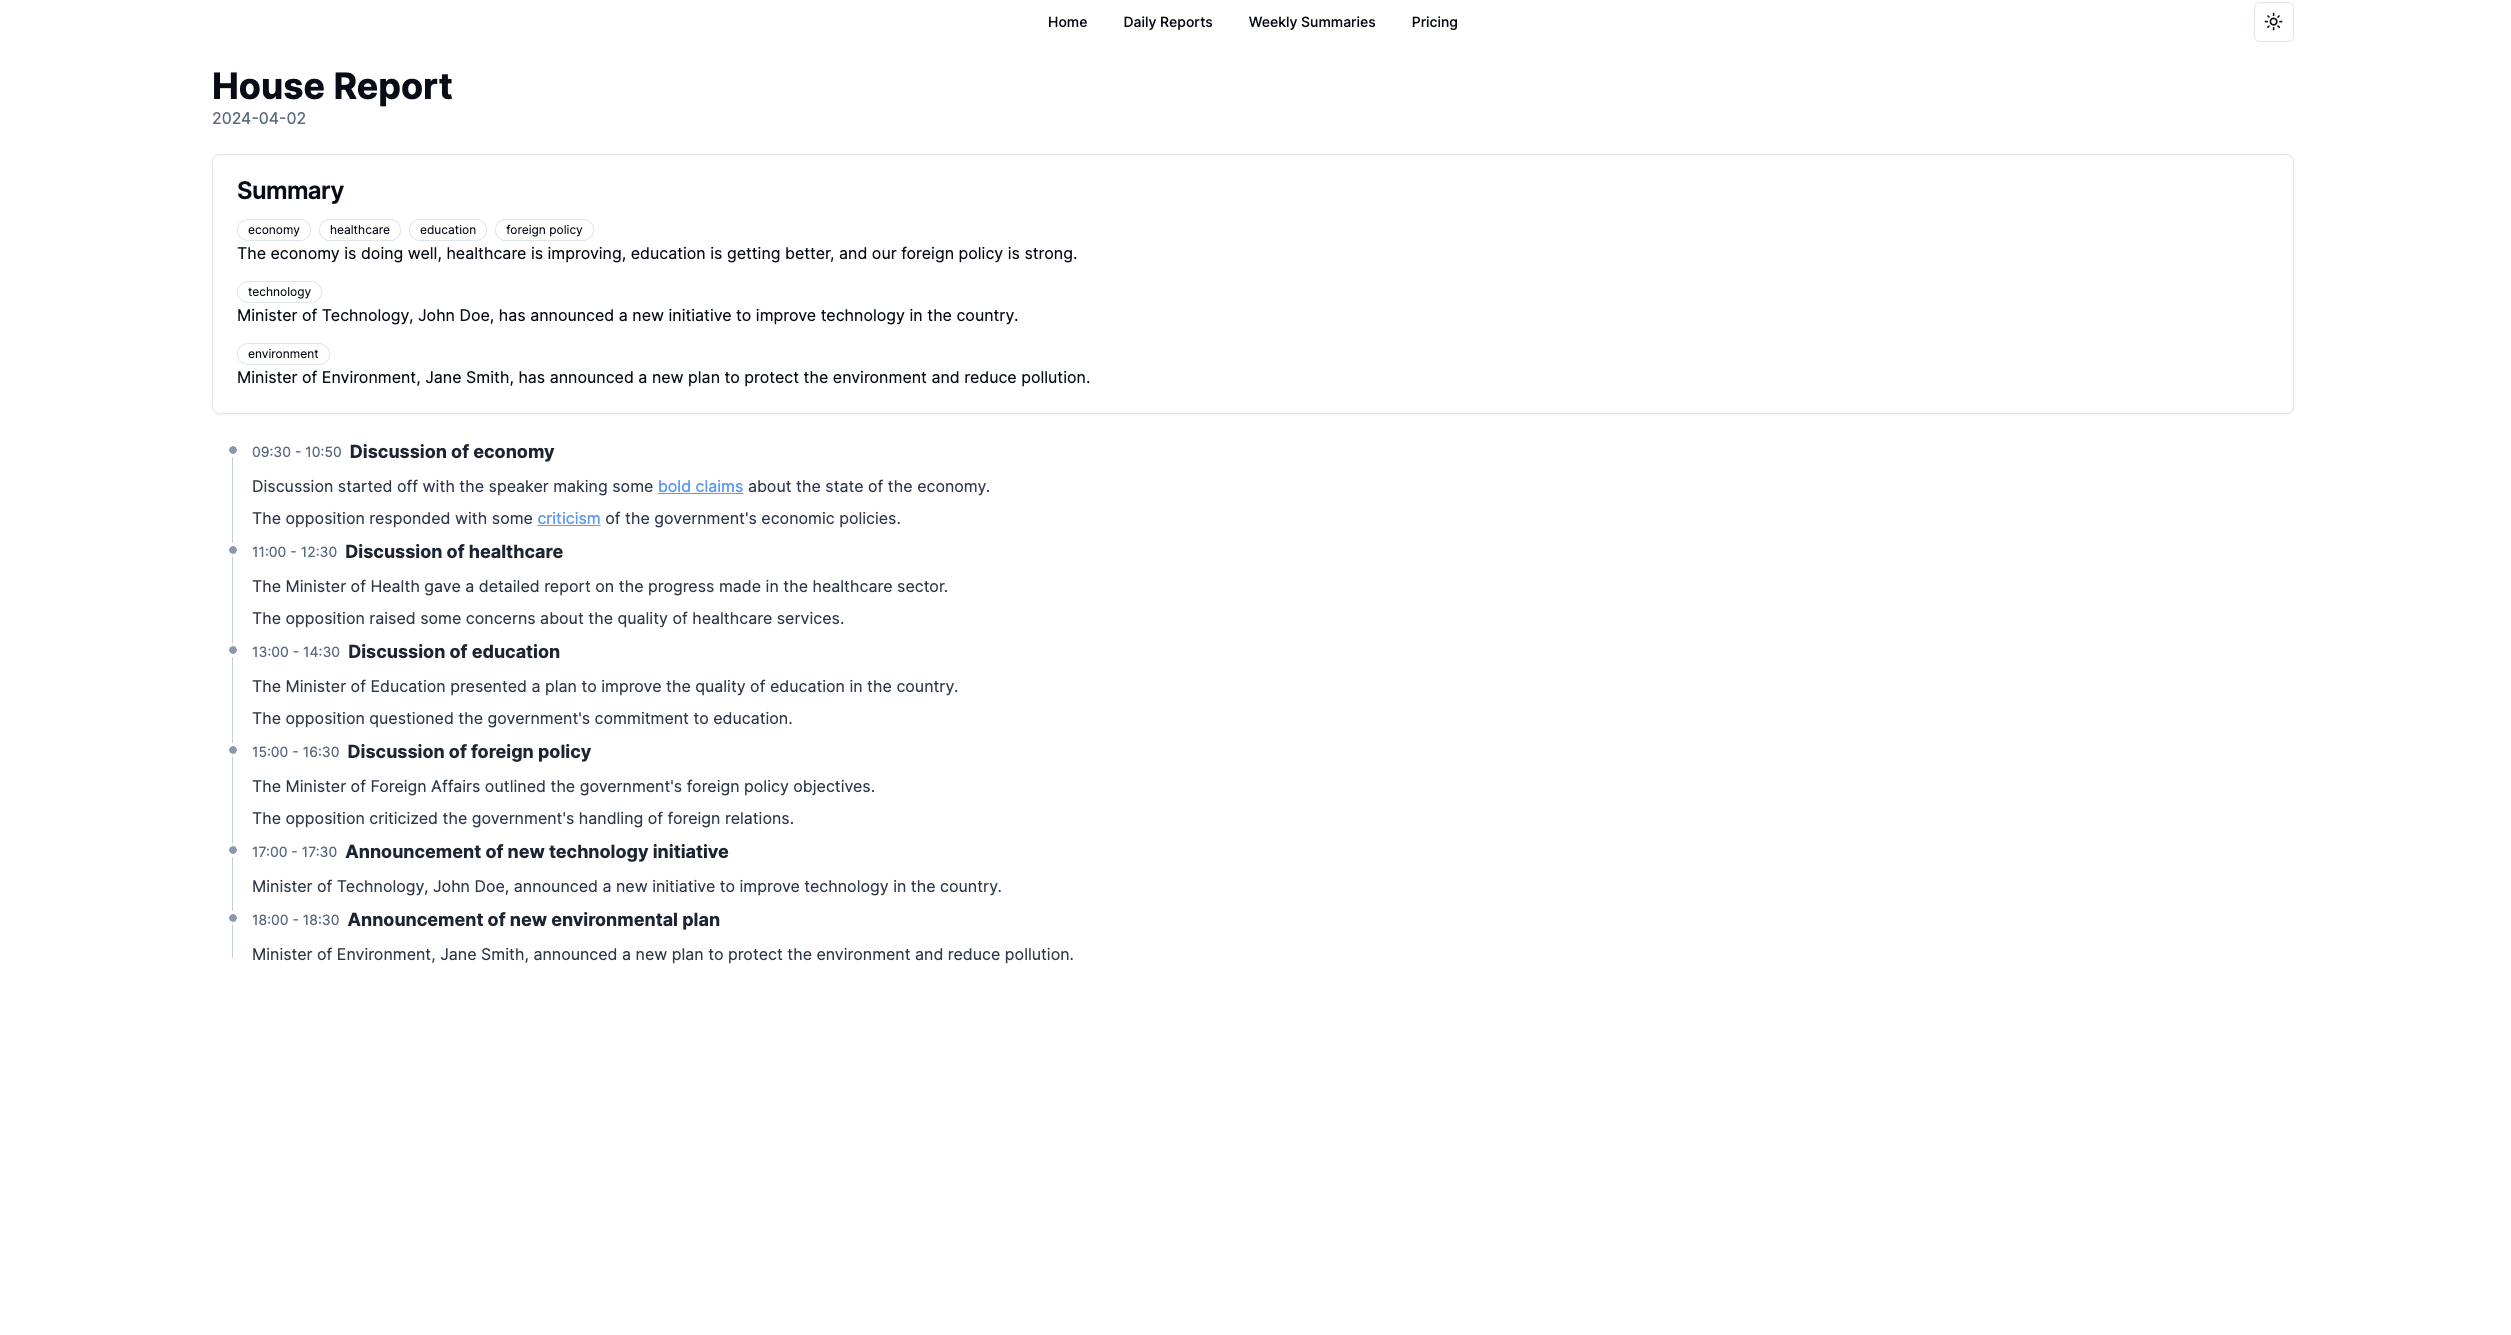 Home Daily Reports Weekly Summaries Pricing
House Report
2024-04-02
Summary
economy healthcare education foreign policy
The economy is doing well, healthcare is improving, education is getting better, and our foreign policy is strong.
technology
Minister of Technology, John Doe, has announced a new initiative to improve technology in the country.
environment
Minister of Environment, Jane Smith, has announced a new plan to protect the environment and reduce pollution.
09:30 - 10:50 Discussion of economy
Discussion started off with the speaker making some bold claims about the state of the economy.
The opposition responded with some criticism of the government's economic policies.
11:00 - 12:30 Discussion of healthcare
The Minister of Health gave a detailed report on the progress made in the healthcare sector.
The opposition raised some concerns about the quality of healthcare services.
13:00 - 14:30 Discussion of education
The Minister of Education presented a plan to improve the quality of education in the country.
The opposition questioned the government's commitment to education.
15:00 - 16:30 Discussion of foreign policy
The Minister of Foreign Affairs outlined the government's foreign policy objectives.
The opposition criticized the government's handling of foreign relations.
17:00 - 17:30 Announcement of new technology initiative
Minister of Technology, John Doe, announced a new initiative to improve technology in the country.
18:00 - 18:30 Announcement of new environmental plan
Minister of Environment, Jane Smith, announced a new plan to protect the environment and reduce pollution.